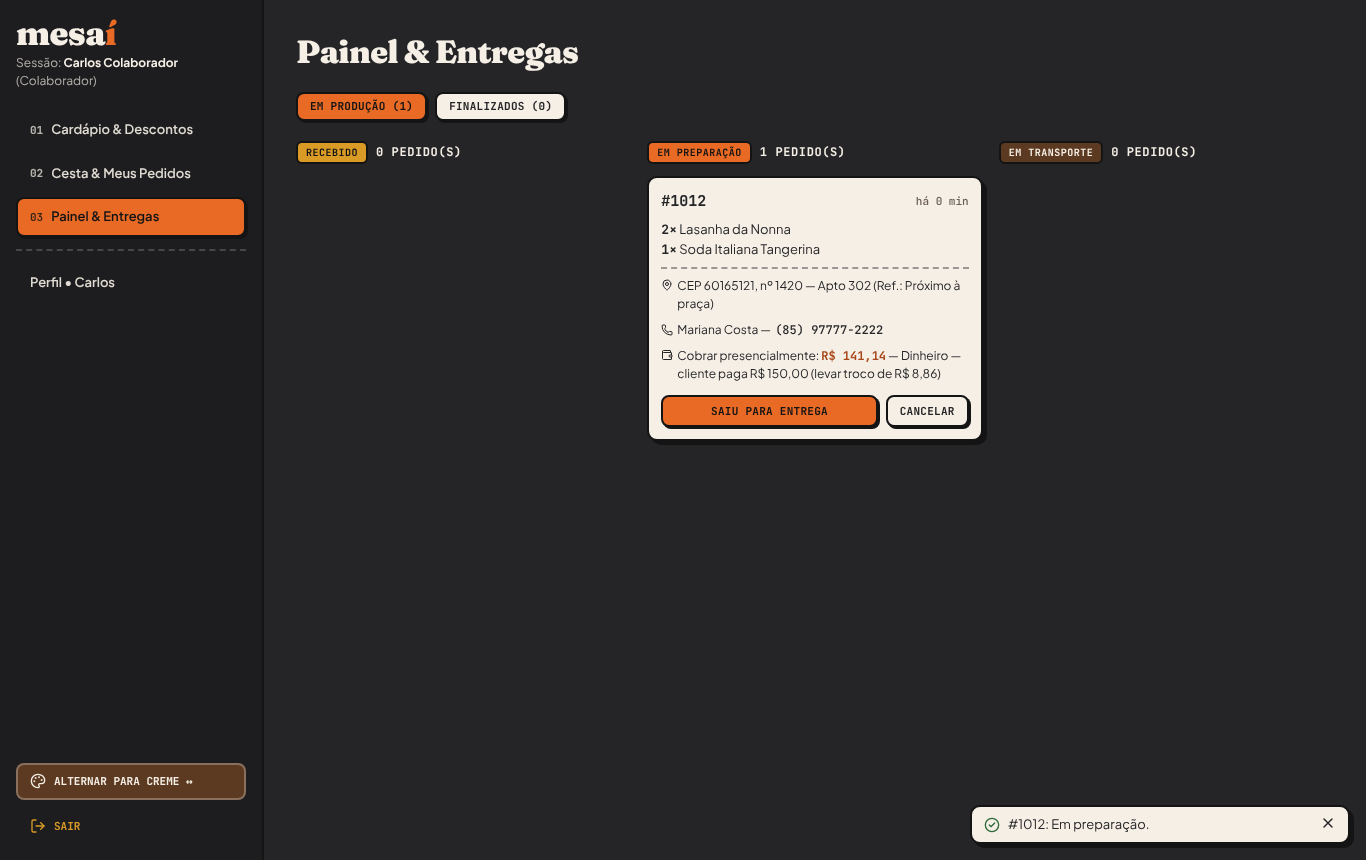 mesaí
Sessão: Carlos Colaborador
(Colaborador)
01 Cardápio & Descontos
02 Cesta & Meus Pedidos
03 Painel & Entregas
Perfil • Carlos
ALTERNAR PARA CREME ↔
SAIR
Painel & Entregas
EM PRODUÇÃO (1) FINALIZADOS (0)
RECEBIDO 0 PEDIDO(S)
EM PREPARAÇÃO 1 PEDIDO(S)
#1012 há 0 min
2× Lasanha da Nonna
1× Soda Italiana Tangerina
CEP 60165121, nº 1420 — Apto 302 (Ref.: Próximo à
praça)
Mariana Costa — (85) 97777-2222
Cobrar presencialmente: R$ 141,14 — Dinheiro —
cliente paga R$ 150,00 (levar troco de R$ 8,86)
SAIU PARA ENTREGA CANCELAR
EM TRANSPORTE 0 PEDIDO(S)
#1012: Em preparação.